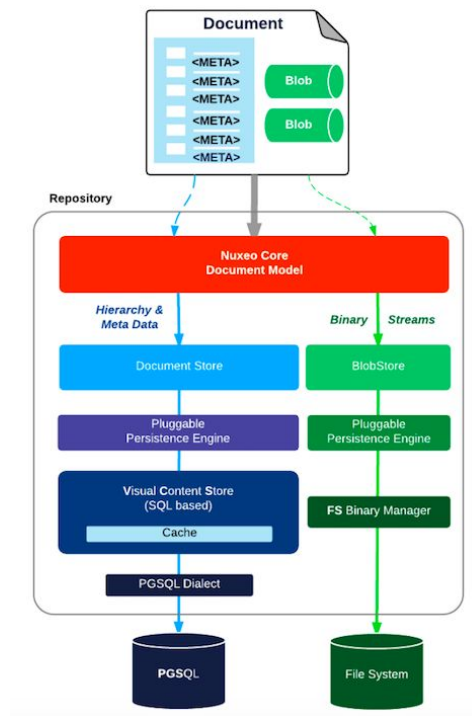 Document
<META>
<META>
<META>
<META>
<META>
<META>
Blob
Blob
Repository
Nuxeo Core
Document Model
Hierarchy &
Meta Data
Binary Streams
Document Store
BlobStore
Pluggable
Persistence Engine
Pluggable
Persistence Engine
Visual Content Store
(SQL based)
Cache
FS Binary Manager
PGSQL Dialect
PGSQL
File System